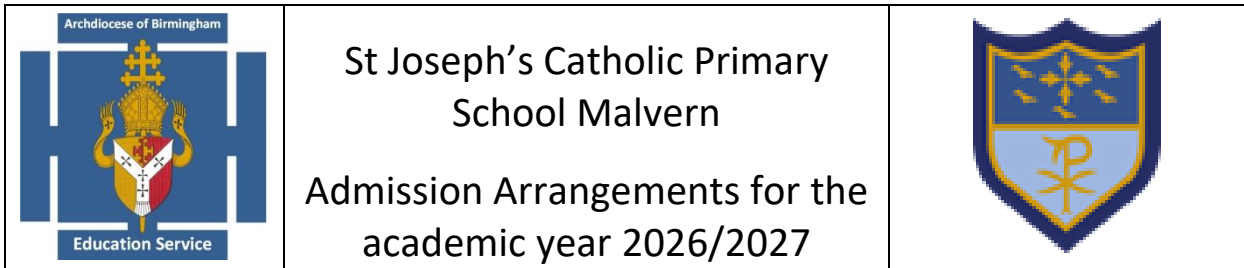 Archdiocese of Birmingham
Education Service
St Joseph’s Catholic Primary
School Malvern
Admission Arrangements for the
academic year 2026/2027